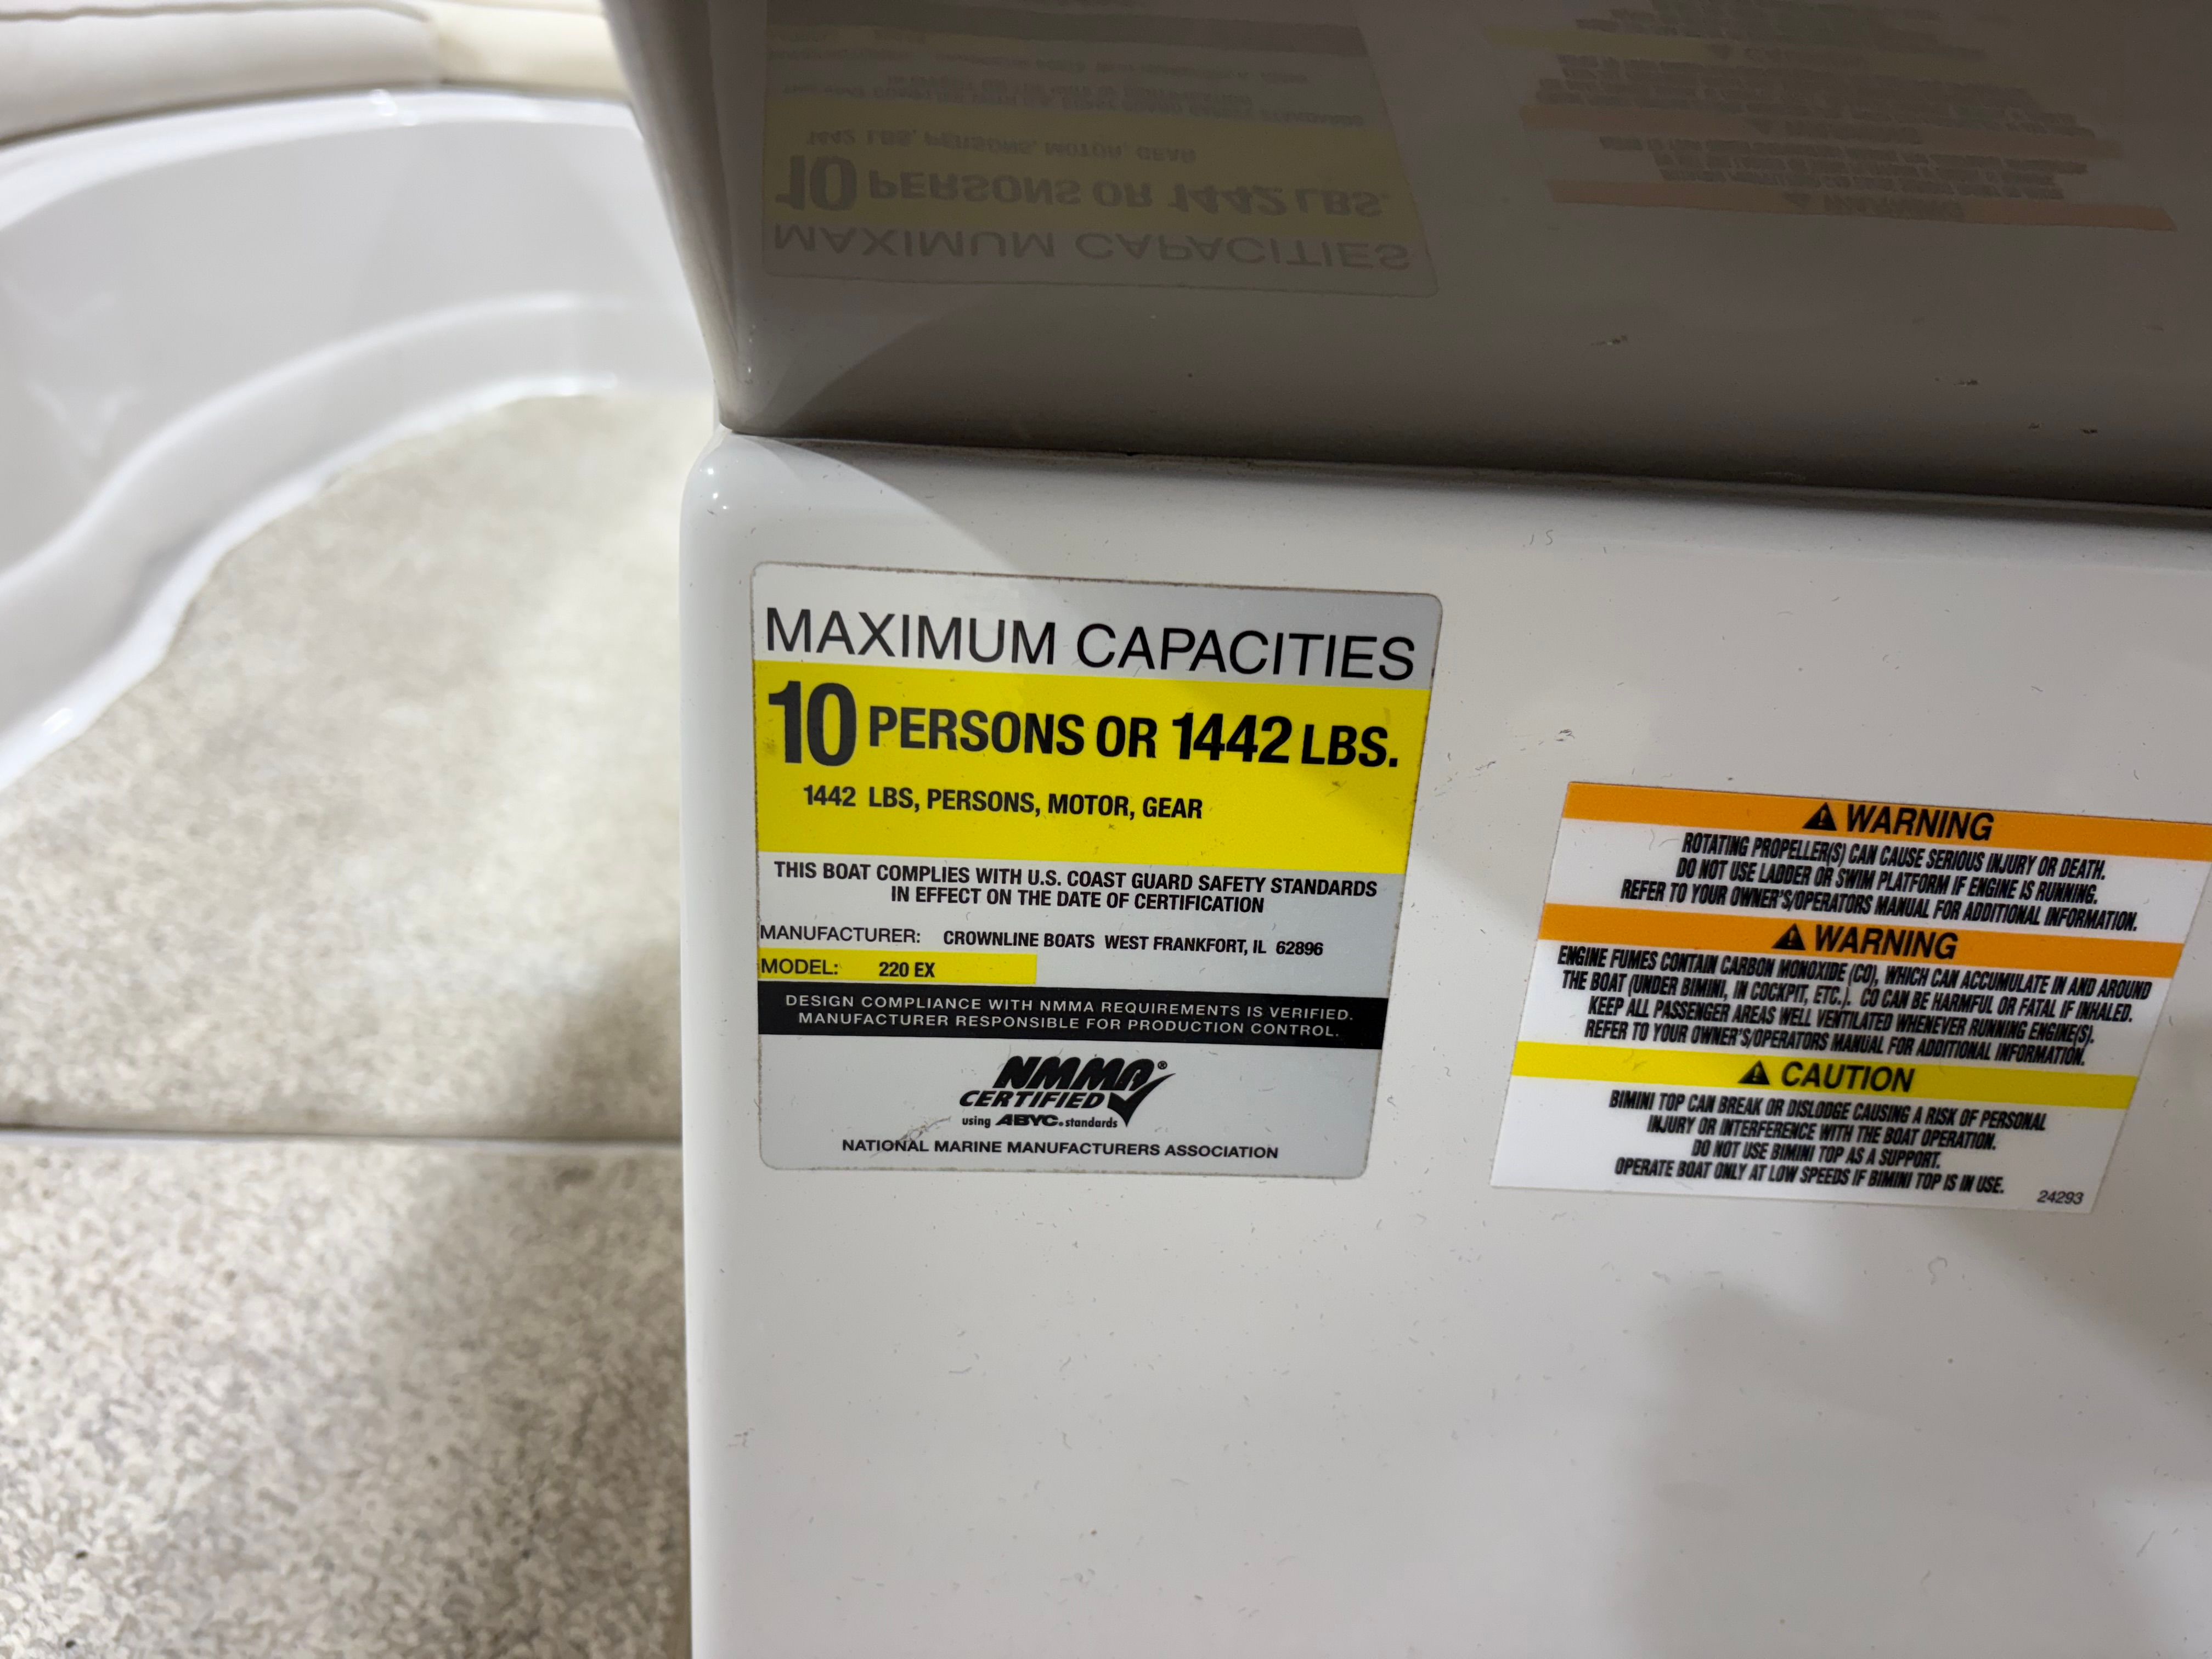 MAXIMUM CAPACITIES
10 PERSONS OR 1442 LBS.
1442 LBS, PERSONS, MOTOR, GEAR
THIS BOAT COMPLIES WITH U.S. COAST GUARD SAFETY STANDARDS
IN EFFECT ON THE DATE OF CERTIFICATION
MANUFACTURER: CROWNLINE BOATS WEST FRANKFORT, IL 62896
MODEL: 220 EX
DESIGN COMPLIANCE WITH NMMA REQUIREMENTS IS VERIFIED.
MANUFACTURER RESPONSIBLE FOR PRODUCTION CONTROL.
NMMA®
CERTIFIED
using ABYC® standards
NATIONAL MARINE MANUFACTURERS ASSOCIATION
WARNING
ROTATING PROPELLER(S) CAN CAUSE SERIOUS INJURY OR DEATH.
DO NOT USE LADDER OR SWIM PLATFORM IF ENGINE IS RUNNING.
REFER TO YOUR OWNER'S/OPERATORS MANUAL FOR ADDITIONAL INFORMATION.
WARNING
ENGINE FUMES CONTAIN CARBON MONOXIDE (CO), WHICH CAN ACCUMULATE IN AND AROUND
THE BOAT (UNDER BIMINI, IN COCKPIT, ETC.). CO CAN BE HARMFUL OR FATAL IF INHALED.
KEEP ALL PASSENGER AREAS WELL VENTILATED WHENEVER RUNNING ENGINE(S).
REFER TO YOUR OWNER'S/OPERATORS MANUAL FOR ADDITIONAL INFORMATION.
CAUTION
BIMINI TOP CAN BREAK OR DISLODGE CAUSING A RISK OF PERSONAL
INJURY OR INTERFERENCE WITH THE BOAT OPERATION.
DO NOT USE BIMINI TOP AS A SUPPORT.
OPERATE BOAT ONLY AT LOW SPEEDS IF BIMINI TOP IS IN USE.
24293